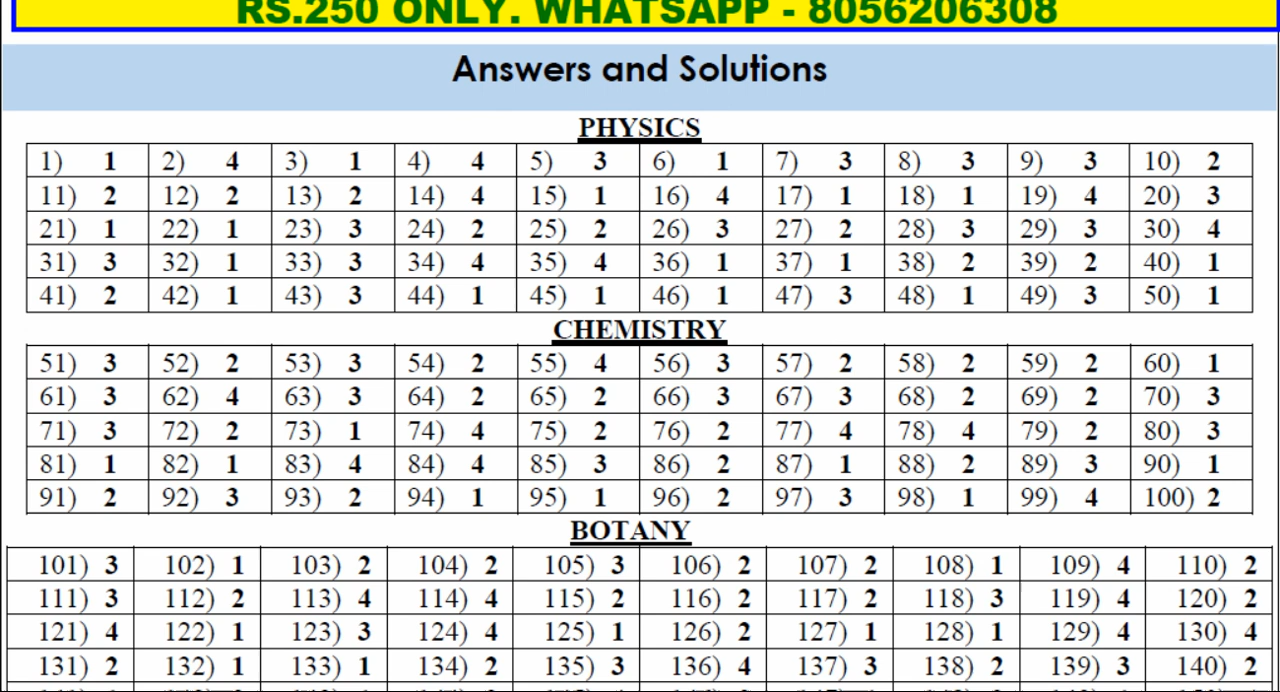 RS.250 ONLY. WHATSAPP - 8056206308
Answers and Solutions
PHYSICS
1) 1 2) 4 3) 1 4) 4 5) 3 6) 1 7) 3 8) 3 9) 3 10) 2
11) 2 12) 2 13) 2 14) 4 15) 1 16) 4 17) 1 18) 1 19) 4 20) 3
21) 1 22) 1 23) 3 24) 2 25) 2 26) 3 27) 2 28) 3 29) 3 30) 4
31) 3 32) 1 33) 3 34) 4 35) 4 36) 1 37) 1 38) 2 39) 2 40) 1
41) 2 42) 1 43) 3 44) 1 45) 1 46) 1 47) 3 48) 1 49) 3 50) 1
CHEMISTRY
51) 3 52) 2 53) 3 54) 2 55) 4 56) 3 57) 2 58) 2 59) 2 60) 1
61) 3 62) 4 63) 3 64) 2 65) 2 66) 3 67) 3 68) 2 69) 2 70) 3
71) 3 72) 2 73) 1 74) 4 75) 2 76) 2 77) 4 78) 4 79) 2 80) 3
81) 1 82) 1 83) 4 84) 4 85) 3 86) 2 87) 1 88) 2 89) 3 90) 1
91) 2 92) 3 93) 2 94) 1 95) 1 96) 2 97) 3 98) 1 99) 4 100) 2
BOTANY
101) 3 102) 1 103) 2 104) 2 105) 3 106) 2 107) 2 108) 1 109) 4 110) 2
111) 3 112) 2 113) 4 114) 4 115) 2 116) 2 117) 2 118) 3 119) 4 120) 2
121) 4 122) 1 123) 3 124) 4 125) 1 126) 2 127) 1 128) 1 129) 4 130) 4
131) 2 132) 1 133) 1 134) 2 135) 3 136) 4 137) 3 138) 2 139) 3 140) 2